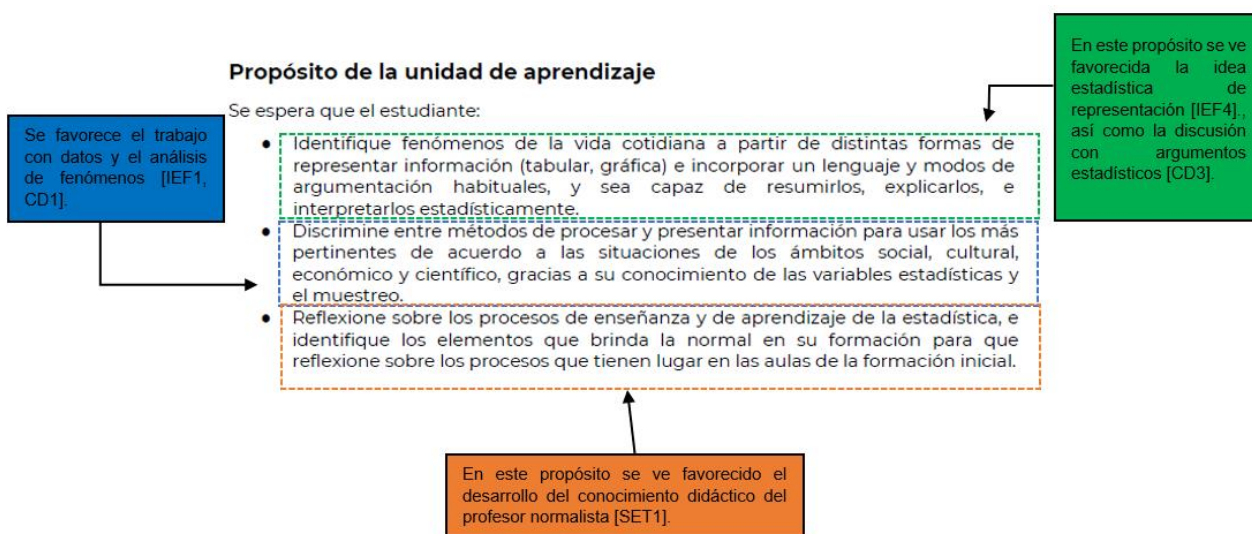 Propósito de la unidad de aprendizaje
Se espera que el estudiante:
● Identifique fenómenos de la vida cotidiana a partir de distintas formas de
representar información (tabular, gráfica) e incorporar un lenguaje y modos de
argumentación habituales, y sea capaz de resumirlos, explicarlos, e
interpretarlos estadísticamente.
● Discrimine entre métodos de procesar y presentar información para usar los más
pertinentes de acuerdo a las situaciones de los ámbitos social, cultural,
económico y científico, gracias a su conocimiento de las variables estadísticas y
el muestreo.
● Reflexione sobre los procesos de enseñanza y de aprendizaje de la estadística, e
identifique los elementos que brinda la normal en su formación para que
reflexione sobre los procesos que tienen lugar en las aulas de la formación inicial.
En este propósito se ve
favorecida la idea
estadística de
representación [IEF4].,
así como la discusión
con argumentos
estadísticos [CD3].
Se favorece el trabajo
con datos y el análisis
de fenómenos [IEF1,
CD1].
En este propósito se ve favorecido el
desarrollo del conocimiento didáctico del
profesor normalista [SET1].